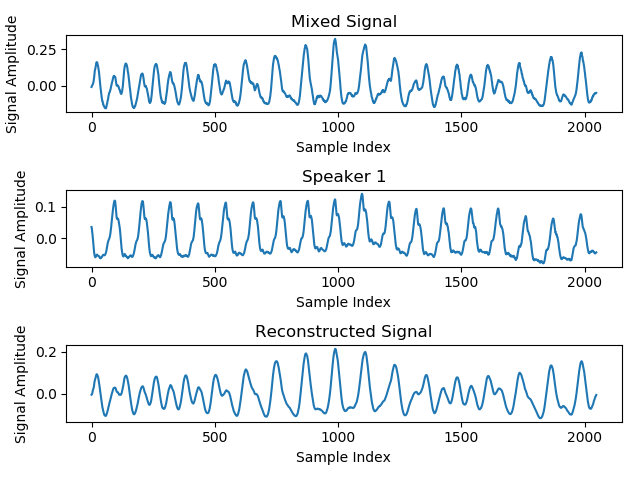 Mixed Signal
Signal Amplitude
0.25
0.00
0 500 1000 1500 2000
Sample Index
Speaker 1
Signal Amplitude
0.1
0.0
0 500 1000 1500 2000
Sample Index
Reconstructed Signal
Signal Amplitude
0.2
0.0
0 500 1000 1500 2000
Sample Index